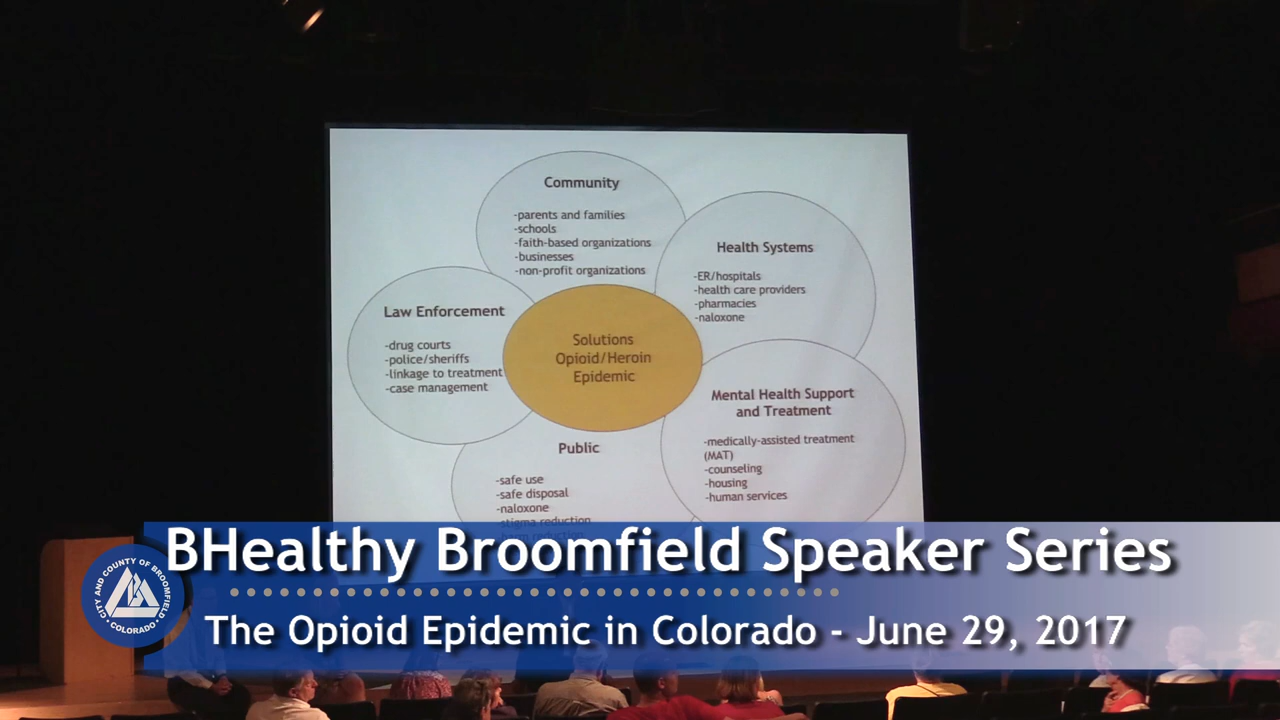 Community
-parents and families
-schools
-faith-based organizations
-businesses
-non-profit organizations
Health Systems
-ER/hospitals
-health care providers
-pharmacies
-naloxone
Law Enforcement
-drug courts
-police/sheriffs
-linkage to treatment
-case management
Solutions
Opioid/Heroin
Epidemic
Mental Health Support
and Treatment
-medically-assisted treatment
(MAT)
-counseling
-housing
-human services
Public
-safe use
-safe disposal
-naloxone
-stigma reduction
BHealthy Broomfield Speaker Series
The Opioid Epidemic in Colorado - June 29, 2017
CITY AND COUNTY OF BROOMFIELD
• COLORADO •